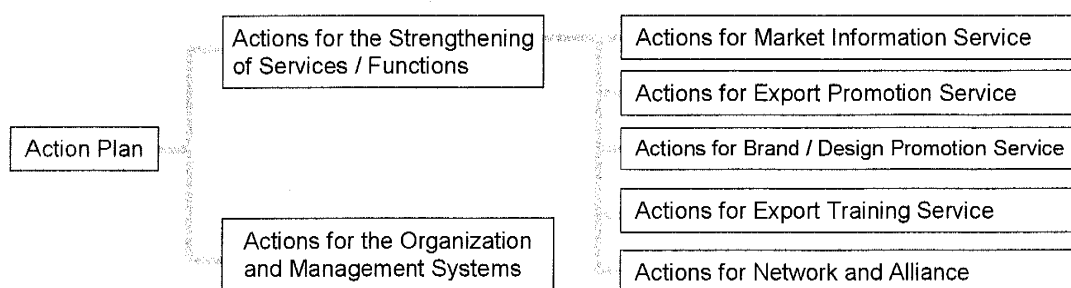 Action Plan
Actions for the Strengthening
of Services / Functions
Actions for the Organization
and Management Systems
Actions for Market Information Service
Actions for Export Promotion Service
Actions for Brand / Design Promotion Service
Actions for Export Training Service
Actions for Network and Alliance